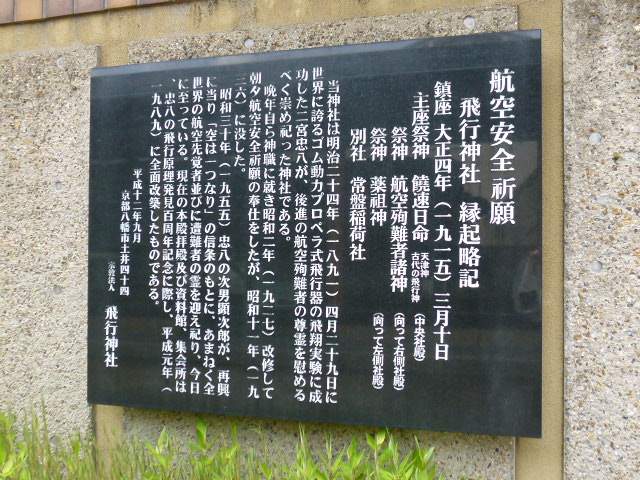 航空安全祈願
飛行神社 縁起略記
鎮座 大正四年（一九一五）三月十日
主座祭神 饒速日命 天津神 古代の飛行神 （中央社殿）
祭神 航空殉難者諸神 （向って右側社殿）
祭神 薬祖神 （向って左側社殿）
別社 常盤稲荷社
当神社は明治二十四年（一八九一）四月二十九日に
世界に誇るゴム動力プロペラ式飛行器の飛翔実験に成
功した二宮忠八が、後進の航空殉難者の尊霊を慰める
べく崇め祀った神社である。
晩年自ら神職に就き昭和二年（一九二七）改修して
朝夕航空安全祈願の奉仕をしたが、昭和十一年（一九
三六）に没した。
昭和三十年（一九五五）忠八の次男顕次郎が、再興
に当り「空は一つなり」の信条のもとに、あまねく全
世界の航空先覚者並びに遭難者の霊を迎え祀り、今日
に至っている。現在の本殿拝殿及び資料館、集会所は
、忠八の飛行原理発見百周年記念に際し、平成元年（
一九八九）に全面改築したものである。
平成十二年九月
京都八幡市土井四十四
宗教法人 飛行神社